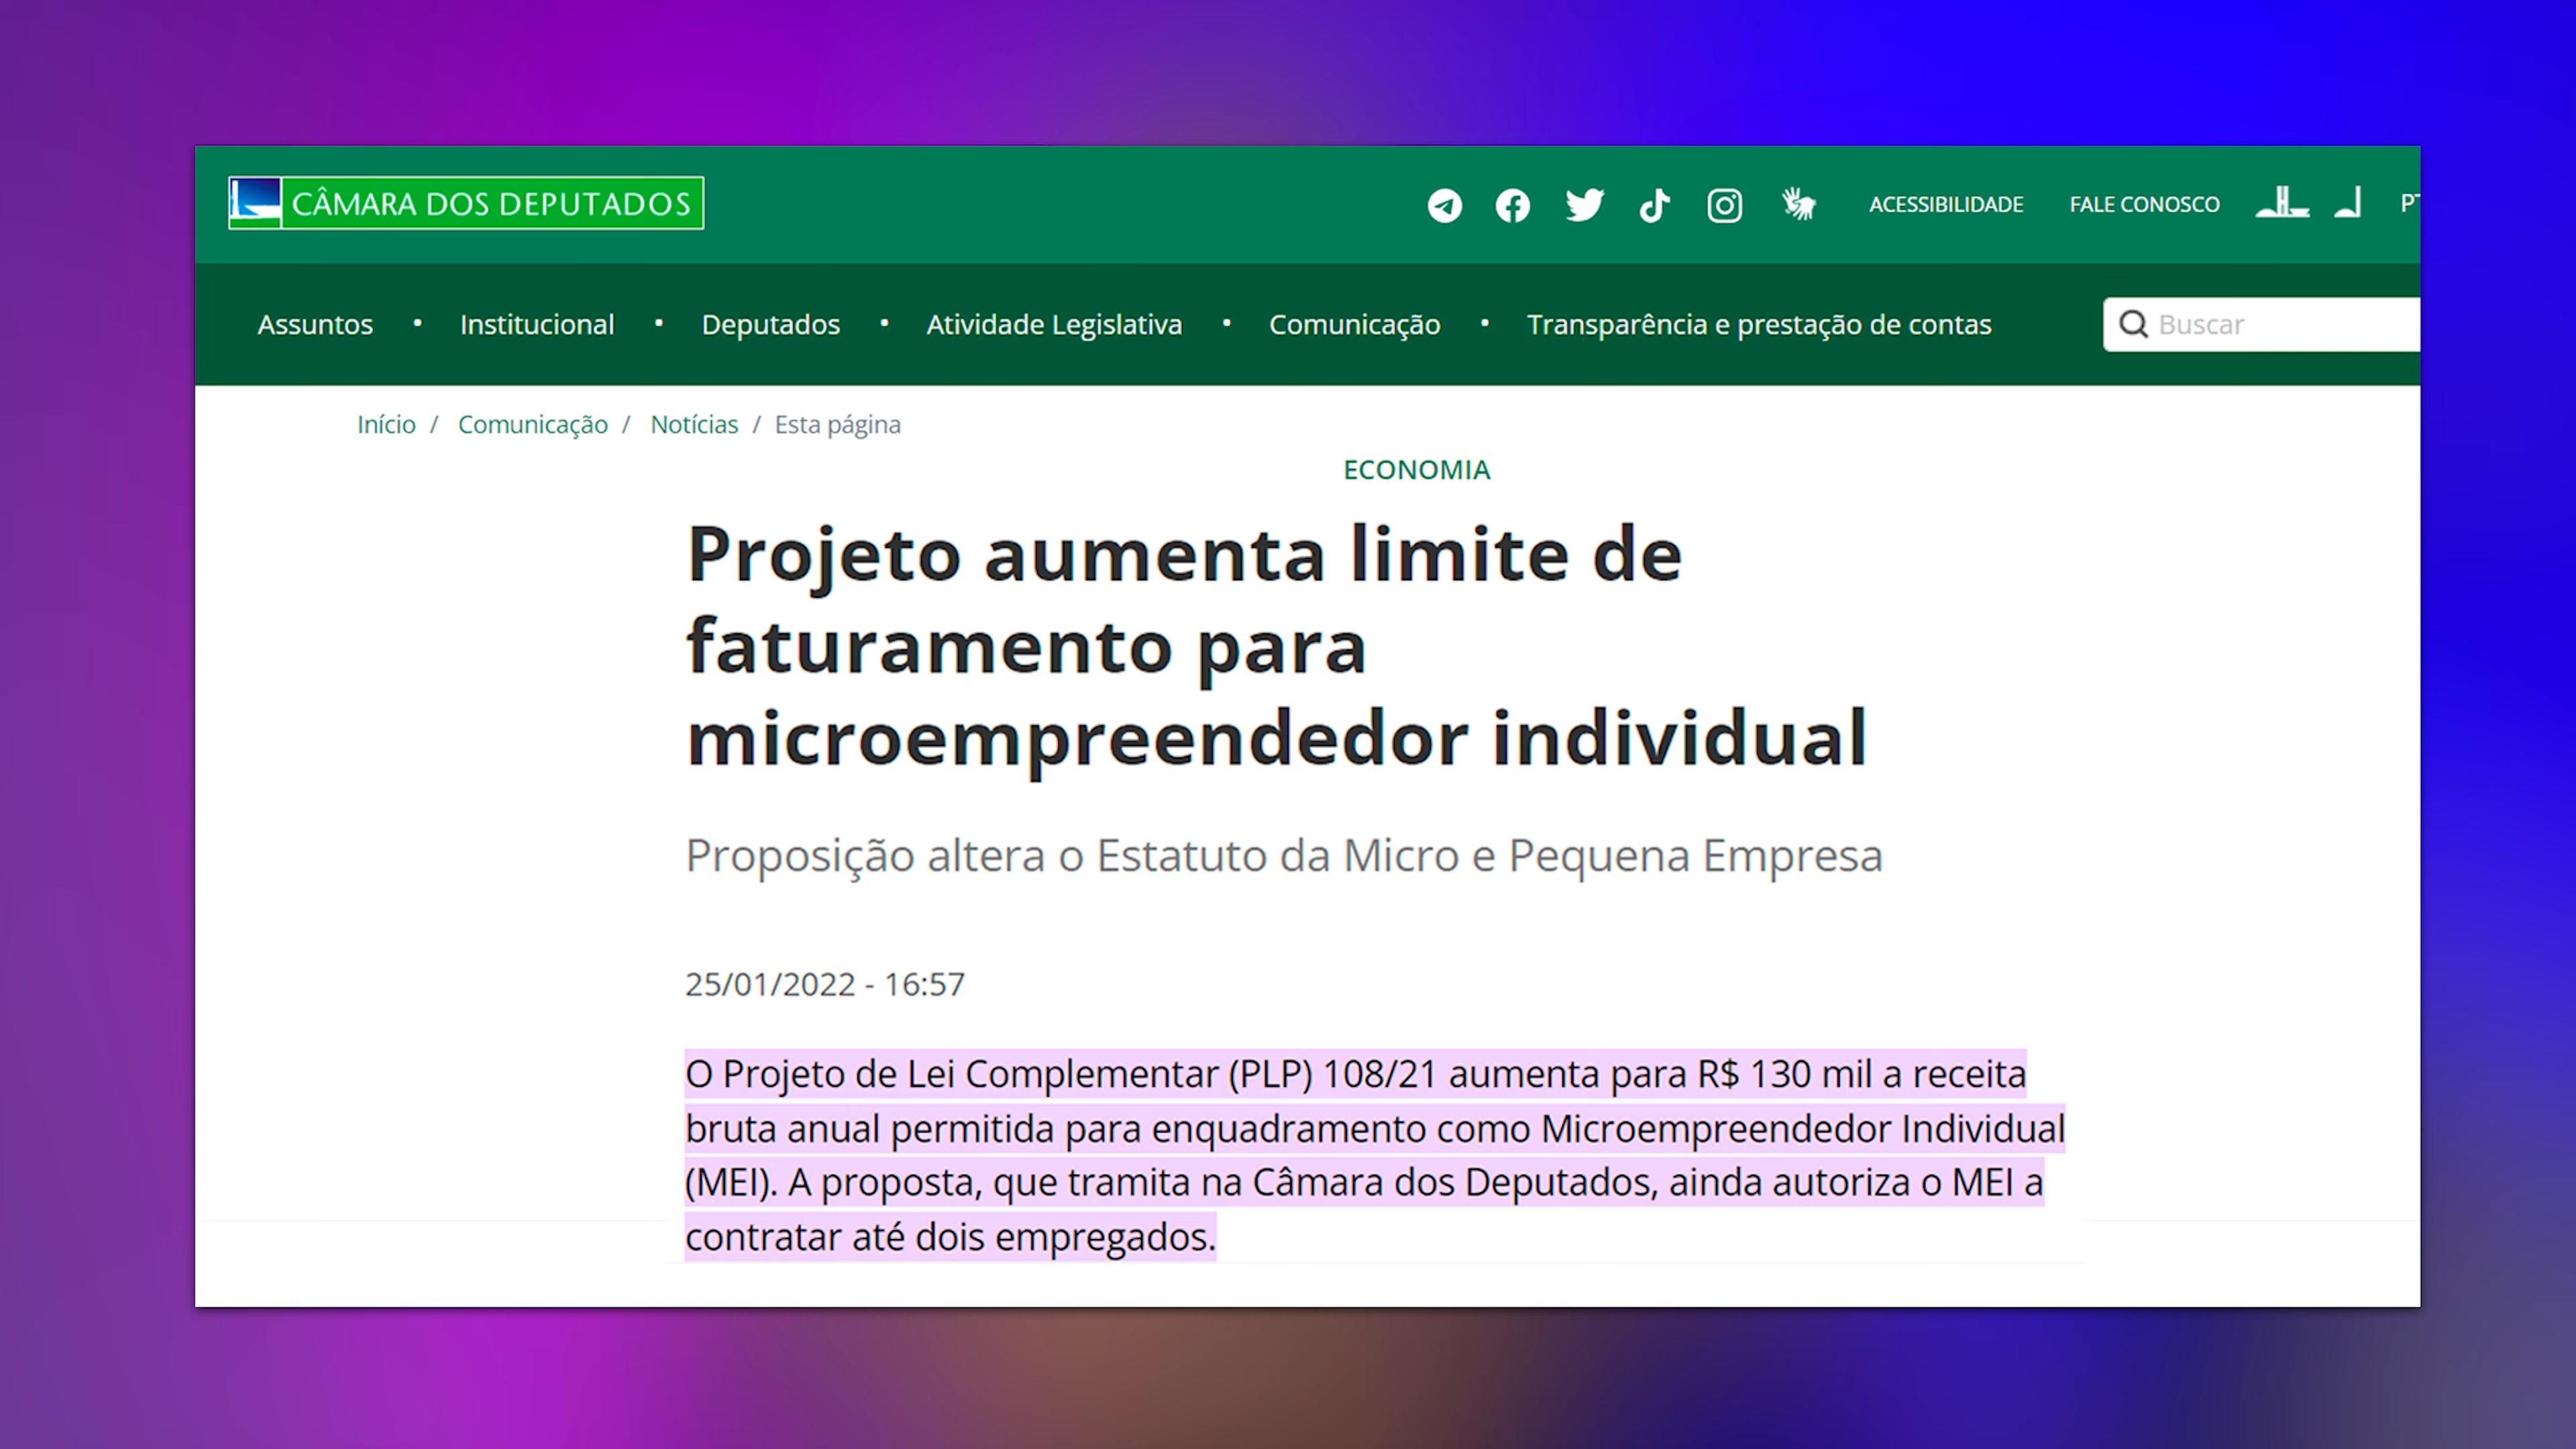 CÂMARA DOS DEPUTADOS
ACESSIBILIDADE FALE CONOSCO
Assuntos • Institucional • Deputados • Atividade Legislativa • Comunicação • Transparência e prestação de contas Buscar
Início / Comunicação / Notícias / Esta página
ECONOMIA
Projeto aumenta limite de
faturamento para
microempreendedor individual
Proposição altera o Estatuto da Micro e Pequena Empresa
25/01/2022 - 16:57
O Projeto de Lei Complementar (PLP) 108/21 aumenta para R$ 130 mil a receita
bruta anual permitida para enquadramento como Microempreendedor Individual
(MEI). A proposta, que tramita na Câmara dos Deputados, ainda autoriza o MEI a
contratar até dois empregados.